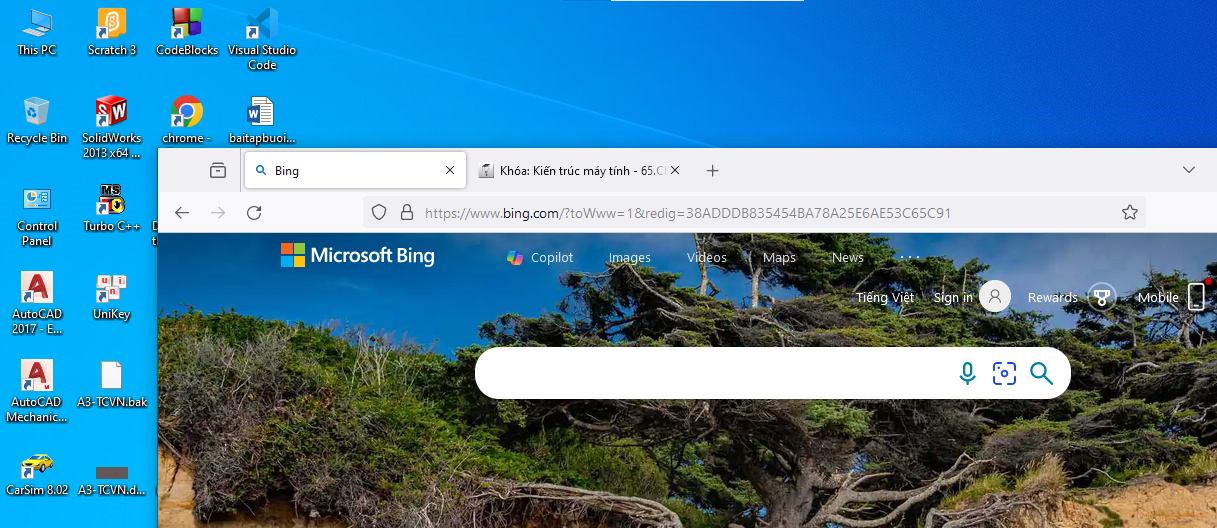 This PC
Scratch 3
CodeBlocks
Visual Studio
Code
Recycle Bin
SolidWorks
2013 x64 ...
chrome -
baitapbuoi...
Control
Panel
Turbo C++
AutoCAD
2017 - E...
UniKey
AutoCAD
Mechanic...
A3-TCVN.bak
CarSim 8.02
A3-TCVN.d...
Bing
Khóa: Kiến trúc máy tính - 65.C
https://www.bing.com/?toWww=1&redig=38ADDDB835454BA78A25E6AE53C65C91
Microsoft Bing
Copilot
Images
Videos
Maps
News
...
Tiếng Việt
Sign in
Rewards
Mobile